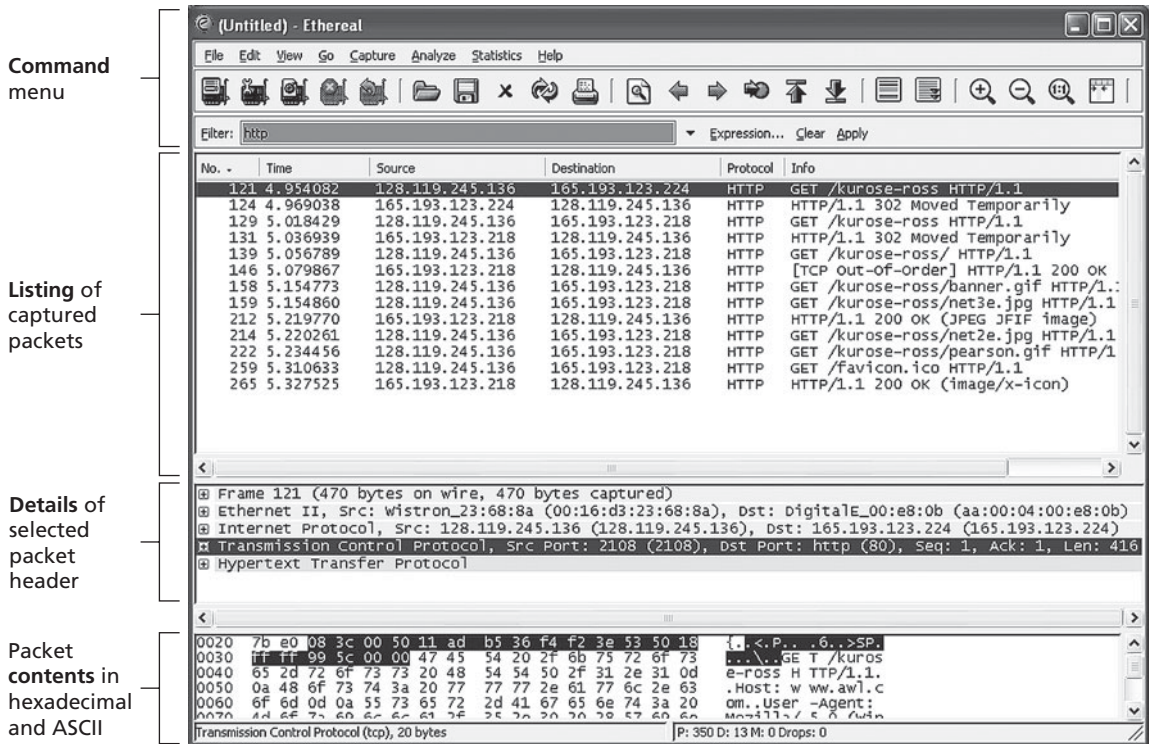 (Untitled) - Ethereal
Command
menu
File Edit View Go Capture Analyze Statistics Help
Filter: http Expression... Clear Apply
No. - Time Source Destination Protocol Info
121 4.954082 128.119.245.136 165.193.123.224 HTTP GET /kurose-ross HTTP/1.1
124 4.969038 165.193.123.224 128.119.245.136 HTTP HTTP/1.1 302 Moved Temporarily
129 5.018429 128.119.245.136 165.193.123.218 HTTP GET /kurose-ross HTTP/1.1
131 5.036939 165.193.123.218 128.119.245.136 HTTP HTTP/1.1 302 Moved Temporarily
139 5.056789 128.119.245.136 165.193.123.218 HTTP GET /kurose-ross/ HTTP/1.1
146 5.079867 165.193.123.218 128.119.245.136 HTTP [TCP Out-of-Order] HTTP/1.1 200 OK
158 5.154773 128.119.245.136 165.193.123.218 HTTP GET /kurose-ross/banner.gif HTTP/1.
159 5.154860 128.119.245.136 165.193.123.218 HTTP GET /kurose-ross/net3e.jpg HTTP/1.1
212 5.219770 165.193.123.218 128.119.245.136 HTTP HTTP/1.1 200 OK (JPEG JFIF image)
214 5.220261 128.119.245.136 165.193.123.218 HTTP GET /kurose-ross/net2e.jpg HTTP/1.1
222 5.234456 128.119.245.136 165.193.123.218 HTTP GET /kurose-ross/pearson.gif HTTP/1
259 5.310633 128.119.245.136 165.193.123.218 HTTP GET /favicon.ico HTTP/1.1
265 5.327525 165.193.123.218 128.119.245.136 HTTP HTTP/1.1 200 OK (image/x-icon)
Listing of
captured
packets
Details of
selected
packet
header
Frame 121 (470 bytes on wire, 470 bytes captured)
Ethernet II, Src: Wistron_23:68:8a (00:16:d3:23:68:8a), Dst: DigitalE_00:e8:0b (aa:00:04:00:e8:0b)
Internet Protocol, Src: 128.119.245.136 (128.119.245.136), Dst: 165.193.123.224 (165.193.123.224)
Transmission Control Protocol, Src Port: 2108 (2108), Dst Port: http (80), Seq: 1, Ack: 1, Len: 416
Hypertext Transfer Protocol
Packet
contents in
hexadecimal
and ASCII
0020 7b e0 08 3c 00 50 11 ad b5 36 f4 f2 3e 53 50 18 {..<.P.. .6..>SP.
0030 ff ff 99 5c 00 00 47 45 54 20 2f 6b 75 72 6f 73 ...\..GE T /kuros
0040 65 2d 72 6f 73 73 20 48 54 54 50 2f 31 2e 31 0d e-ross H TTP/1.1.
0050 0a 48 6f 73 74 3a 20 77 77 77 2e 61 77 6c 2e 63 .Host: w ww.awl.c
0060 6f 6d 0d 0a 55 73 65 72 2d 41 67 65 6e 74 3a 20 om..User -Agent:
0070 4d 6f 7a 69 6c 6c 61 2f 35 2e 30 20 28 57 69 6e Mozilla/ 5.0 (Win
Transmission Control Protocol (tcp), 20 bytes P: 350 D: 13 M: 0 Drops: 0